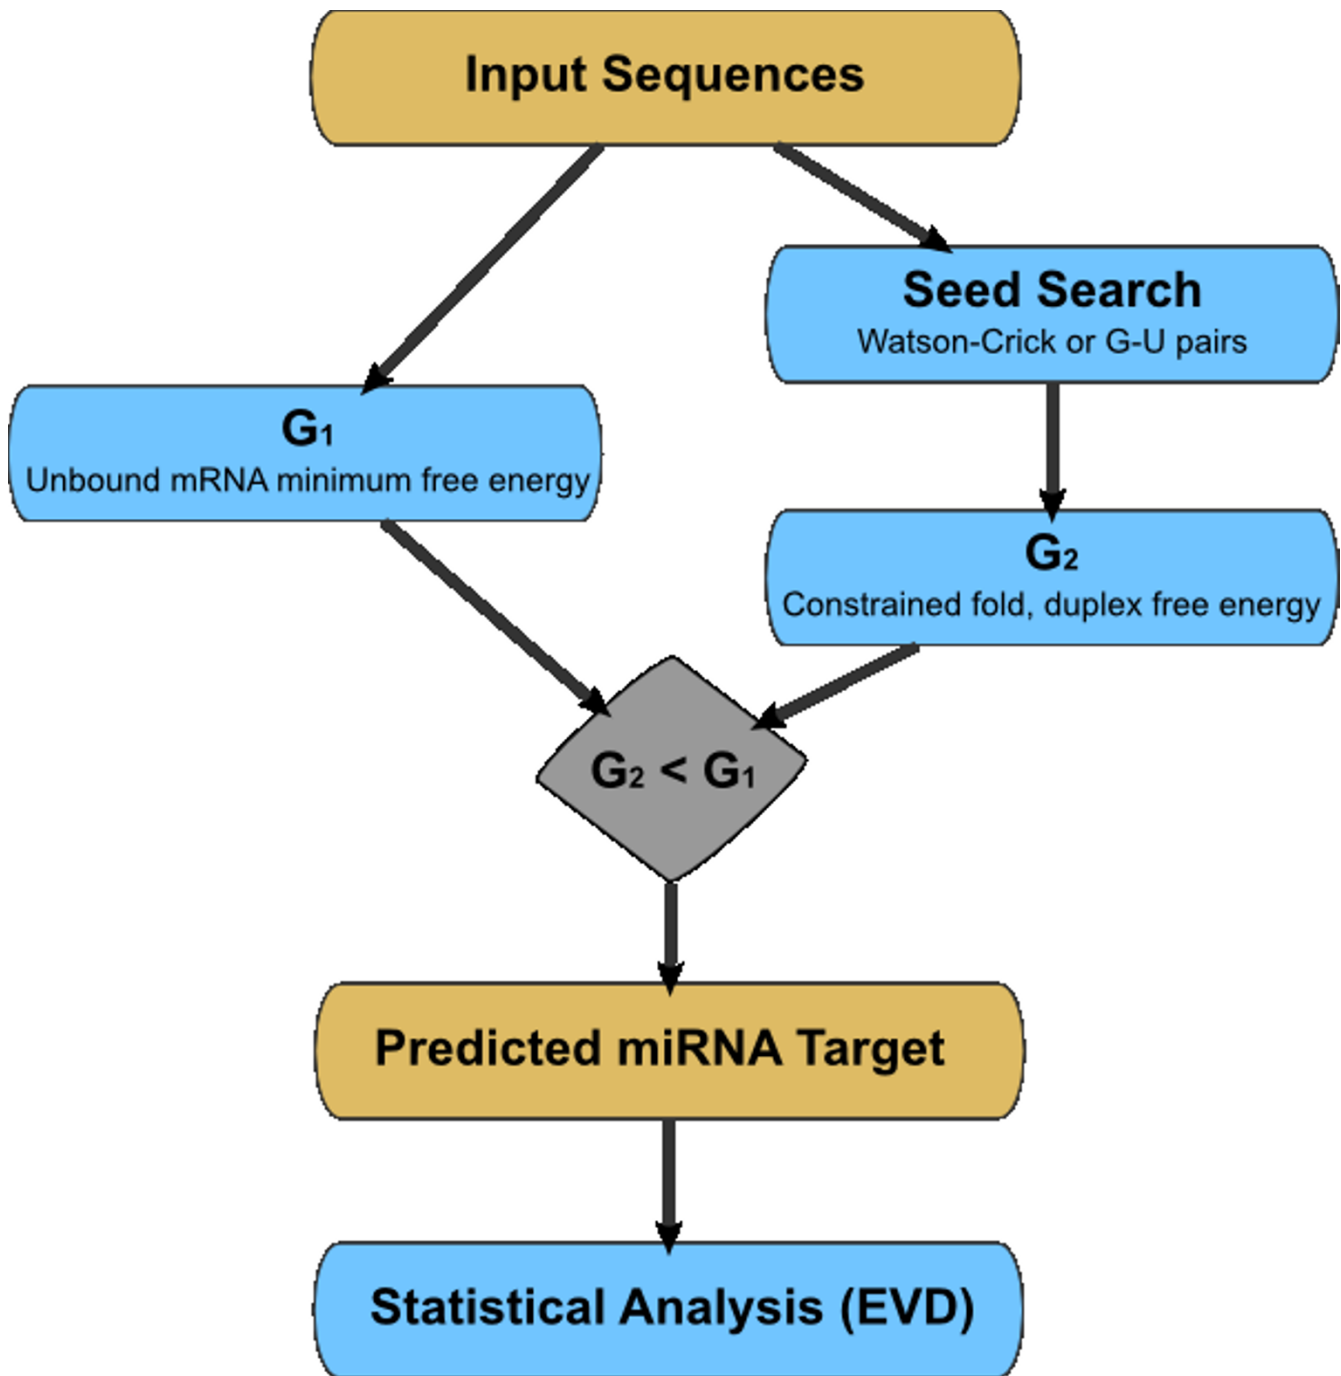 Input Sequences
Seed Search
Watson-Crick or G-U pairs
G₁
Unbound mRNA minimum free energy
G₂
Constrained fold, duplex free energy
G₂ < G₁
Predicted miRNA Target
Statistical Analysis (EVD)